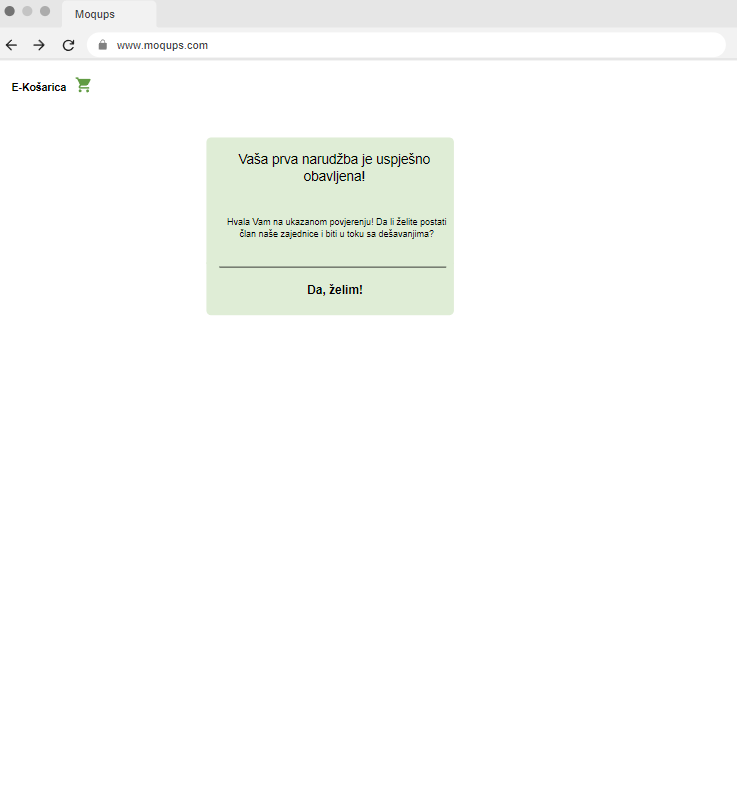 Moqups
www.moqups.com
E-Košarica
Vaša prva narudžba je uspješno
obavljena!
Hvala Vam na ukazanom povjerenju! Da li želite postati
član naše zajednice i biti u toku sa dešavanjima?
Da, želim!